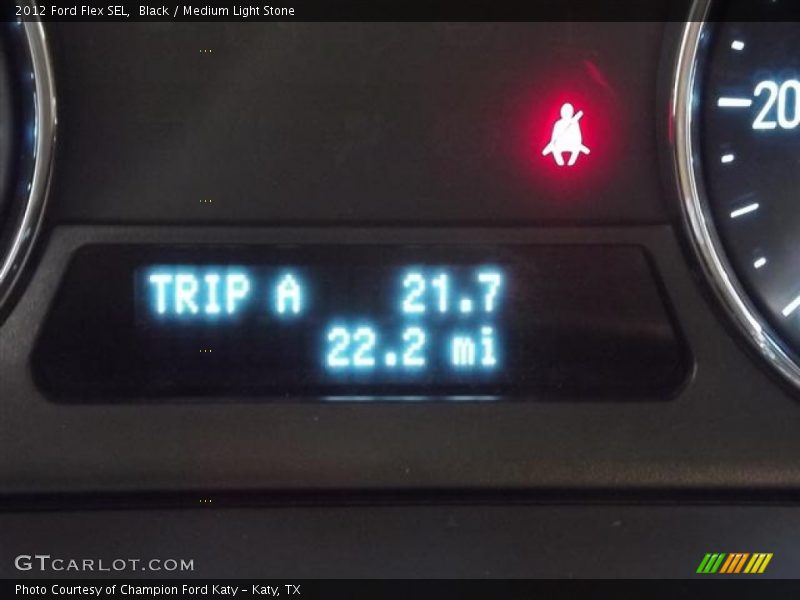 2012 Ford Flex SEL, Black / Medium Light Stone
20
TRIP A 21.7
22.2 mi
GTCARLOT.COM
Photo Courtesy of Champion Ford Katy - Katy, TX